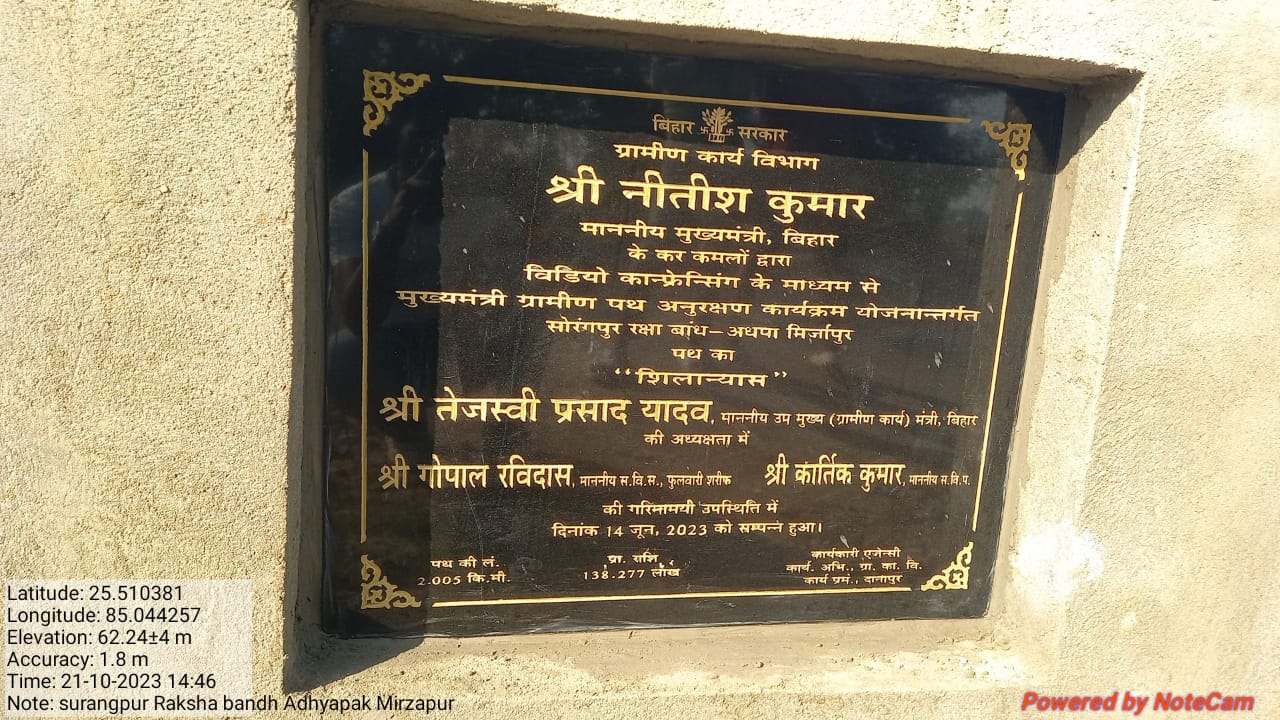 बिहार सरकार
ग्रामीण कार्य विभाग
श्री नीतीश कुमार
माननीय मुख्यमंत्री, बिहार
के कर कमलों द्वारा
विडियो कान्फ्रेन्सिंग के माध्यम से
मुख्यमंत्री ग्रामीण पथ अनुरक्षण कार्यक्रम योजनान्तर्गत
सोरंगपुर रक्षा बांध–अधपा मिर्जापुर
पथ का
“शिलान्यास”
श्री तेजस्वी प्रसाद यादव, माननीय उप मुख्य (ग्रामीण कार्य) मंत्री, बिहार
की अध्यक्षता में
श्री गोपाल रविदास, माननीय स.वि.स., फुलवारी शरीफ श्री कार्तिक कुमार, माननीय स.वि.प.
की गरिमामयी उपस्थिति में
दिनांक 14 जून, 2023 को सम्पन्न हुआ।
पथ की लं. प्रा. राशि कार्यकारी एजेन्सी
2.005 कि.मी. 138.277 लाख कार्य. अभि., ग्रा. का. वि.
कार्य प्रमं., दानापुर
Latitude: 25.510381
Longitude: 85.044257
Elevation: 62.24±4 m
Accuracy: 1.8 m
Time: 21-10-2023 14:46
Note: surangpur Raksha bandh Adhyapak Mirzapur
Powered by NoteCam